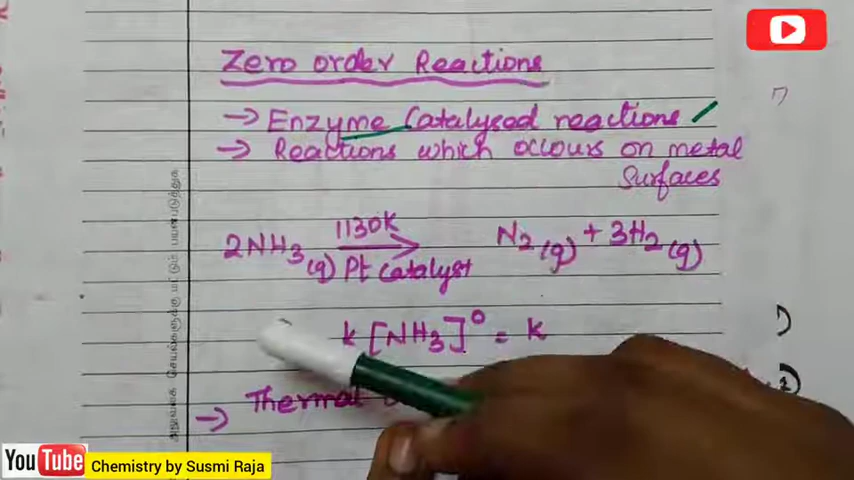 Zero order Reactions
→ Enzyme Catalysed reactions
→ Reactions which occurs on metal
Surfaces
2NH₃(g) 1130K Pt Catalyst → N₂(g) + 3H₂(g)
k [NH₃]⁰ = k
→ Thermal
YouTube Chemistry by Susmi Raja